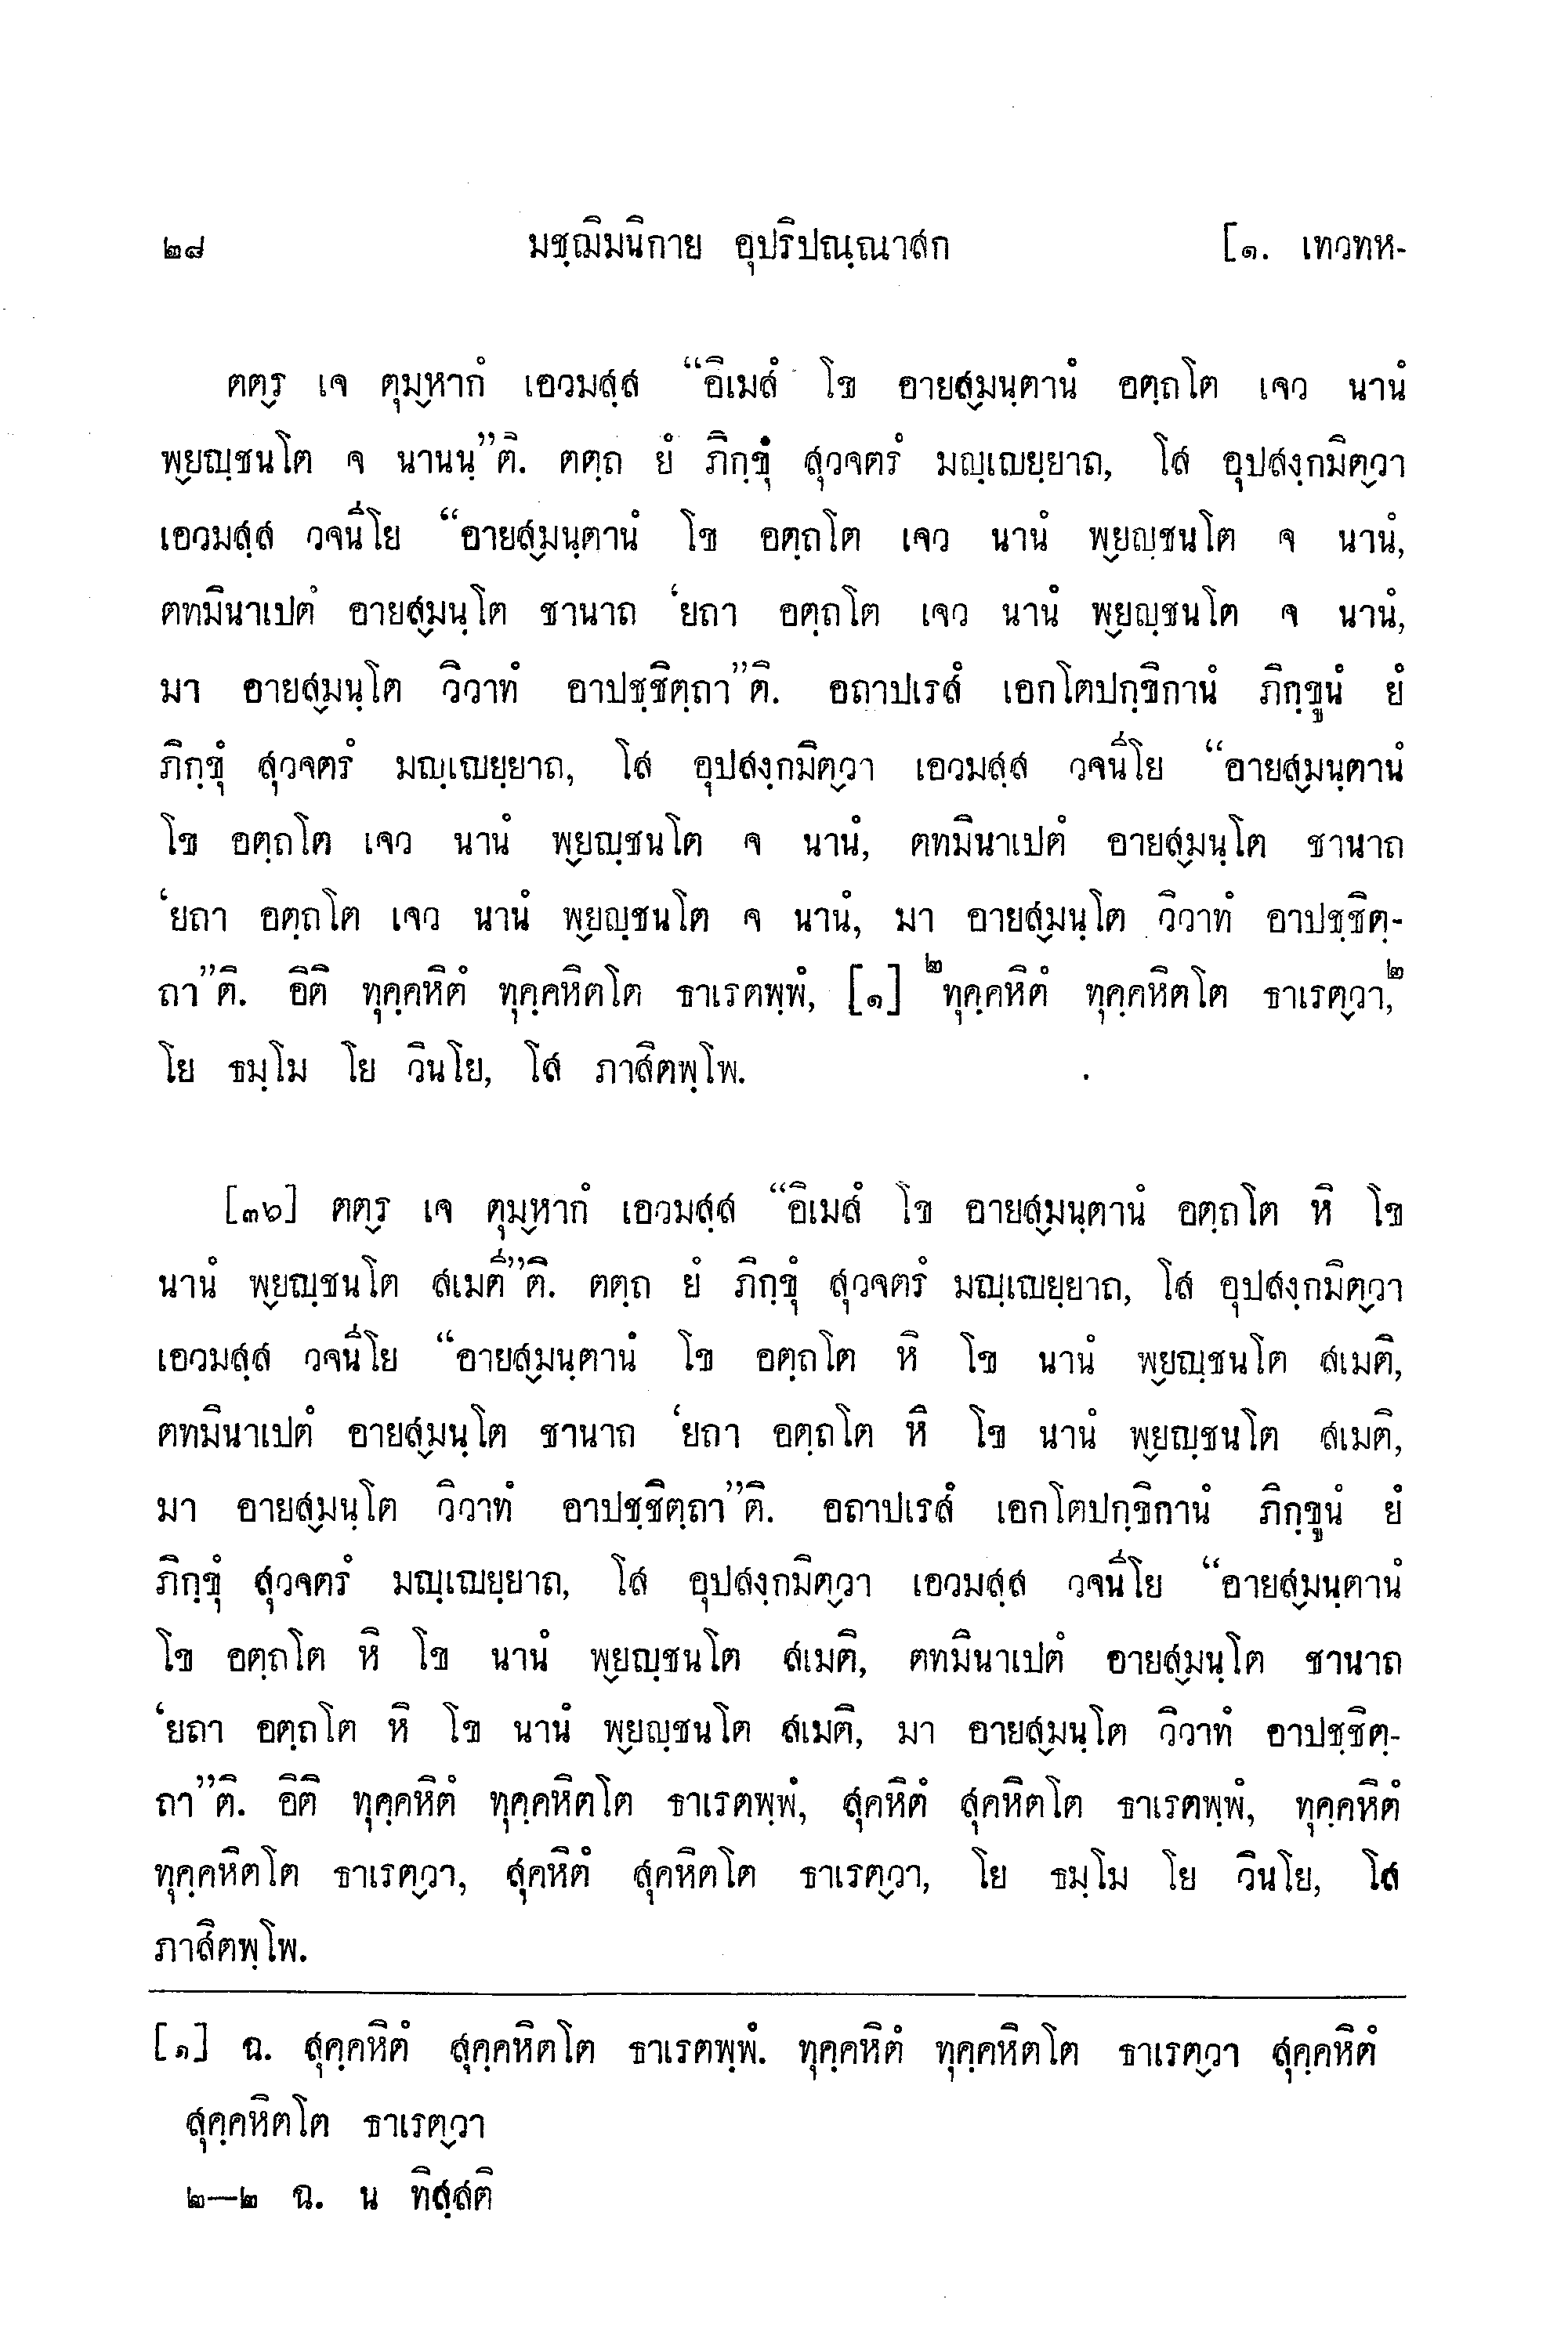 ๒๘ มชฺฌิมนิกาย อุปริปณฺณาสก [๑. เทวทห-
ตต๎ร เจ ตุม๎หากํ เอวมสฺส “อิเมสํ โข อายส๎มนฺตานํ อตฺถโต เจว นานํ
พ๎ยญฺชนโต จ นานนฺ”ติ. ตตฺถ ยํ ภิกฺขุํ สุวจตรํ มญฺเญยฺยาถ, โส อุปสงฺกมิต๎วา
เอวมสฺส วจนีโย “อายส๎มนฺตานํ โข อตฺถโต เจว นานํ พ๎ยญฺชนโต จ นานํ,
ตทมินาเปตํ อายส๎มนฺโต ชานาถ ‘ยถา อตฺถโต เจว นานํ พ๎ยญฺชนโต จ นานํ,
มา อายส๎มนฺโต วิวาทํ อาปชฺชิตฺถา”ติ. อถาปเรสํ เอกโตปกฺขิกานํ ภิกฺขูนํ ยํ
ภิกฺขุํ สุวจตรํ มญฺเญยฺยาถ, โส อุปสงฺกมิต๎วา เอวมสฺส วจนีโย “อายส๎มนฺตานํ
โข อตฺถโต เจว นานํ พ๎ยญฺชนโต จ นานํ, ตทมินาเปตํ อายส๎มนฺโต ชานาถ
‘ยถา อตฺถโต เจว นานํ พ๎ยญฺชนโต จ นานํ, มา อายส๎มนฺโต วิวาทํ อาปชฺชิตฺ-
ถา”ติ. อิติ ทุคฺคหิตํ ทุคฺคหิตโต ธาเรตพฺพํ, [๑] ๒ทุคฺคหิตํ ทุคฺคหิตโต ธาเรต๎วา,๒
โย ธมฺโม โย วินโย, โส ภาสิตพฺโพ.
[๓๖] ตต๎ร เจ ตุม๎หากํ เอวมสฺส “อิเมสํ โข อายส๎มนฺตานํ อตฺถโต หิ โข
นานํ พ๎ยญฺชนโต สเมตี”ติ. ตตฺถ ยํ ภิกฺขุํ สุวจตรํ มญฺเญยฺยาถ, โส อุปสงฺกมิต๎วา
เอวมสฺส วจนีโย “อายส๎มนฺตานํ โข อตฺถโต หิ โข นานํ พ๎ยญฺชนโต สเมติ,
ตทมินาเปตํ อายส๎มนฺโต ชานาถ ‘ยถา อตฺถโต หิ โข นานํ พ๎ยญฺชนโต สเมติ,
มา อายส๎มนฺโต วิวาทํ อาปชฺชิตฺถา”ติ. อถาปเรสํ เอกโตปกฺขิกานํ ภิกฺขูนํ ยํ
ภิกฺขุํ สุวจตรํ มญฺเญยฺยาถ, โส อุปสงฺกมิต๎วา เอวมสฺส วจนีโย “อายส๎มนฺตานํ
โข อตฺถโต หิ โข นานํ พ๎ยญฺชนโต สเมติ, ตทมินาเปตํ อายส๎มนฺโต ชานาถ
‘ยถา อตฺถโต หิ โข นานํ พ๎ยญฺชนโต สเมติ, มา อายส๎มนฺโต วิวาทํ อาปชฺชิตฺ-
ถา”ติ. อิติ ทุคฺคหิตํ ทุคฺคหิตโต ธาเรตพฺพํ, สุคหิตํ สุคหิตโต ธาเรตพฺพํ, ทุคฺคหิตํ
ทุคฺคหิตโต ธาเรต๎วา, สุคหิตํ สุคหิตโต ธาเรต๎วา, โย ธมฺโม โย วินโย, โส
ภาสิตพฺโพ.
[๑] ฉ. สุคฺคหิตํ สุคฺคหิตโต ธาเรตพฺพํ. ทุคฺคหิตํ ทุคฺคหิตโต ธาเรต๎วา สุคฺคหิตํ
สุคฺคหิตโต ธาเรต๎วา
๒–๒ ฉ. น ทิสฺสติ